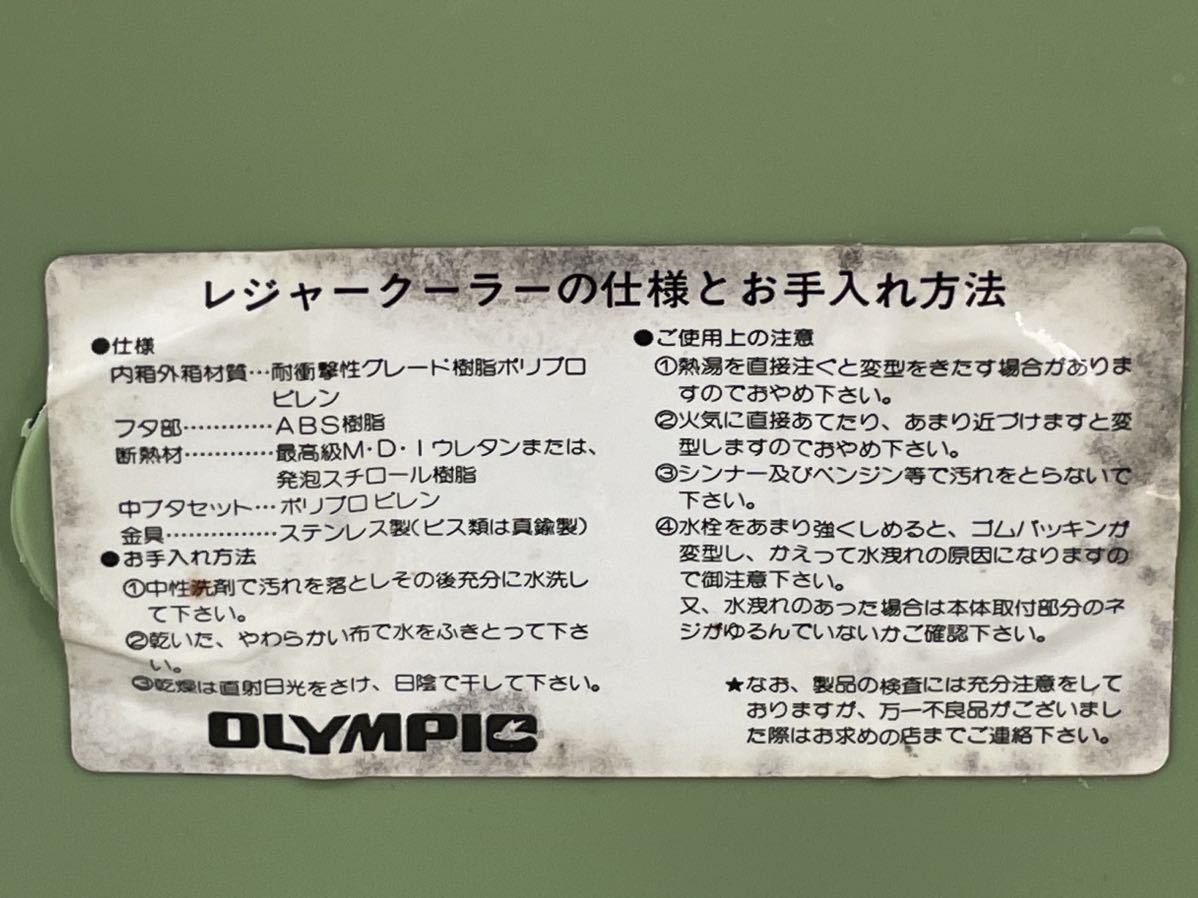 レジャークーラーの仕様とお手入れ方法
●仕様
内箱外箱材質…耐衝撃性グレード樹脂ポリプロ
ピレン
フタ部…………ABS樹脂
断熱材…………最高級M・D・Iウレタンまたは、
発泡スチロール樹脂
中ブタセット…ポリプロピレン
金具……………ステンレス製(ビス類は真鍮製)
●お手入れ方法
①中性洗剤で汚れを落としその後充分に水洗し
て下さい。
②乾いた、やわらかい布で水をふきとって下さ
い。
③乾燥は直射日光をさけ、日陰で干して下さい。
OLYMPIC
●ご使用上の注意
①熱湯を直接注ぐと変型をきたす場合がありま
すのでおやめ下さい。
②火気に直接あてたり、あまり近づけますと変
型しますのでおやめ下さい。
③シンナー及びベンジン等で汚れをとらないで
下さい。
④水栓をあまり強くしめると、ゴムパッキンが
変型し、かえって水洩れの原因になりますの
で御注意下さい。
又、水洩れのあった場合は本体取付部分のネ
ジがゆるんでいないかご確認下さい。
★なお、製品の検査には充分注意をして
おりますが、万一不良品がございまし
た際はお求めの店までご連絡下さい。